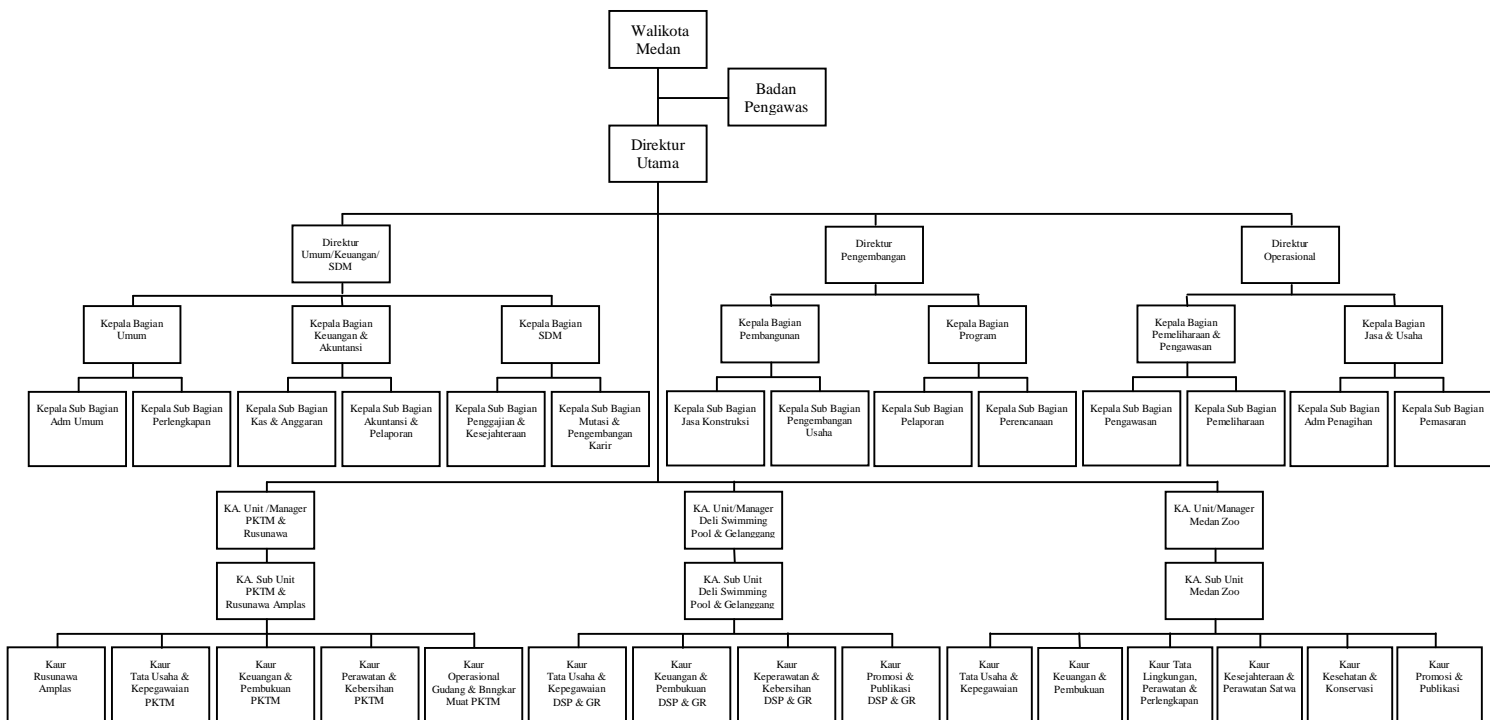 Walikota
Medan
Badan
Pengawas
Direktur
Utama
Direktur
Umum/Keuangan/
SDM
Direktur
Pengembangan
Direktur
Operasional
Kepala Bagian
Umum
Kepala Bagian
Keuangan &
Akuntansi
Kepala Bagian
SDM
Kepala Bagian
Pembangunan
Kepala Bagian
Program
Kepala Bagian
Pemeliharaan &
Pengawasan
Kepala Bagian
Jasa & Usaha
Kepala Sub Bagian
Adm Umum
Kepala Sub Bagian
Perlengkapan
Kepala Sub Bagian
Kas & Anggaran
Kepala Sub Bagian
Akuntansi &
Pelaporan
Kepala Sub Bagian
Penggajian &
Kesejahteraan
Kepala Sub Bagian
Mutasi &
Pengembangan
Karir
Kepala Sub Bagian
Jasa Konstruksi
Kepala Sub Bagian
Pengembangan
Usaha
Kepala Sub Bagian
Pelaporan
Kepala Sub Bagian
Perencanaan
Kepala Sub Bagian
Pengawasan
Kepala Sub Bagian
Pemeliharaan
Kepala Sub Bagian
Adm Penagihan
Kepala Sub Bagian
Pemasaran
KA. Unit /Manager
PKTM &
Rusunawa
KA. Unit/Manager
Deli Swimming
Pool & Gelanggang
KA. Unit/Manager
Medan Zoo
KA. Sub Unit
PKTM &
Rusunawa Amplas
KA. Sub Unit
Deli Swimming
Pool & Gelanggang
KA. Sub Unit
Medan Zoo
Kaur
Rusunawa
Amplas
Kaur
Tata Usaha &
Kepegawaian
PKTM
Kaur
Keuangan &
Pembukuan
PKTM
Kaur
Perawatan &
Kebersihan
PKTM
Kaur
Operasional
Gudang & Bnngkar
Muat PKTM
Kaur
Tata Usaha &
Kepegawaian
DSP & GR
Kaur
Keuangan &
Pembukuan
DSP & GR
Kaur
Keperawatan &
Kebersihan
DSP & GR
Kaur
Promosi &
Publikasi
DSP & GR
Kaur
Tata Usaha &
Kepegawaian
Kaur
Keuangan &
Pembukuan
Kaur Tata
Lingkungan,
Perawatan &
Perlengkapan
Kaur
Kesejahteraan &
Perawatan Satwa
Kaur
Kesehatan &
Konservasi
Kaur
Promosi &
Publikasi